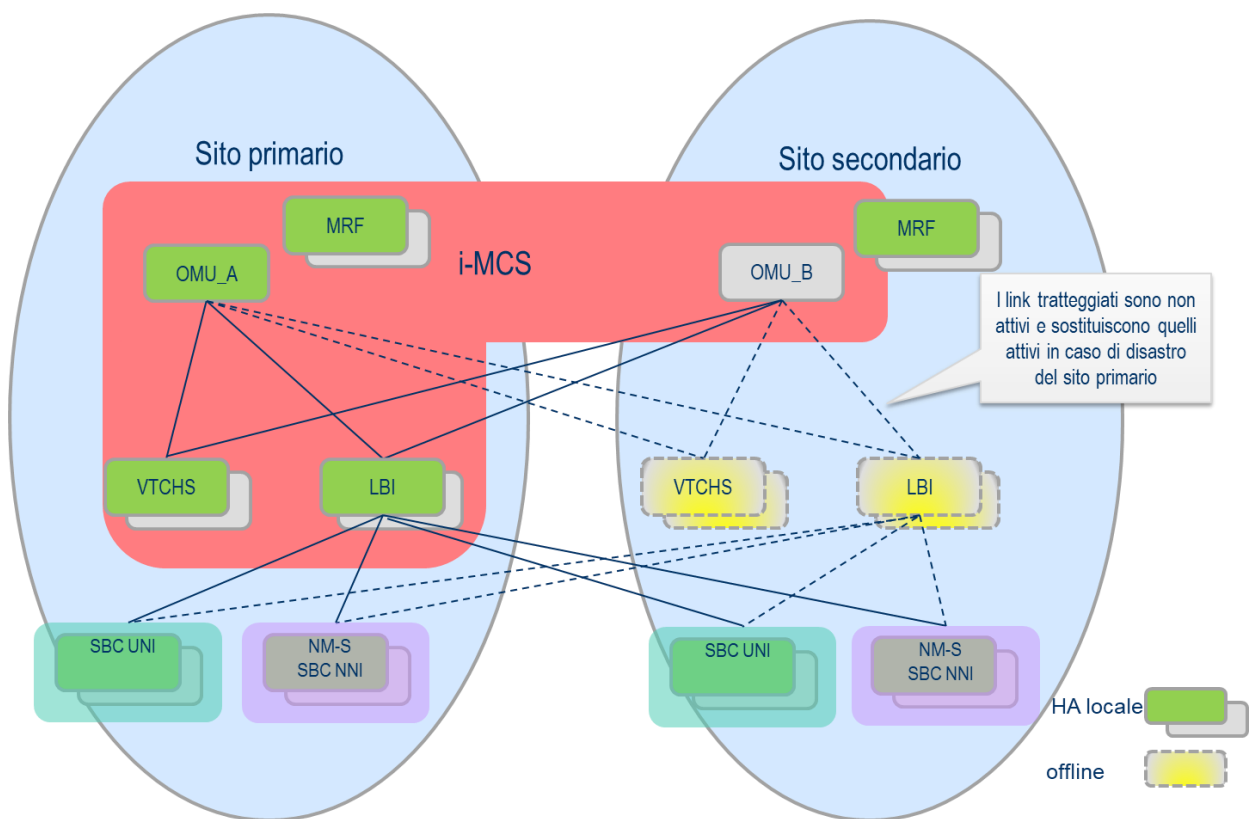 Sito primario
Sito secondario
MRF
MRF
i-MCS
OMU_A
OMU_B
I link tratteggiati sono non
attivi e sostituiscono quelli
attivi in caso di disastro
del sito primario
VTCHS
LBI
VTCHS
LBI
SBC UNI
NM-S
SBC NNI
SBC UNI
NM-S
SBC NNI
HA locale
offline